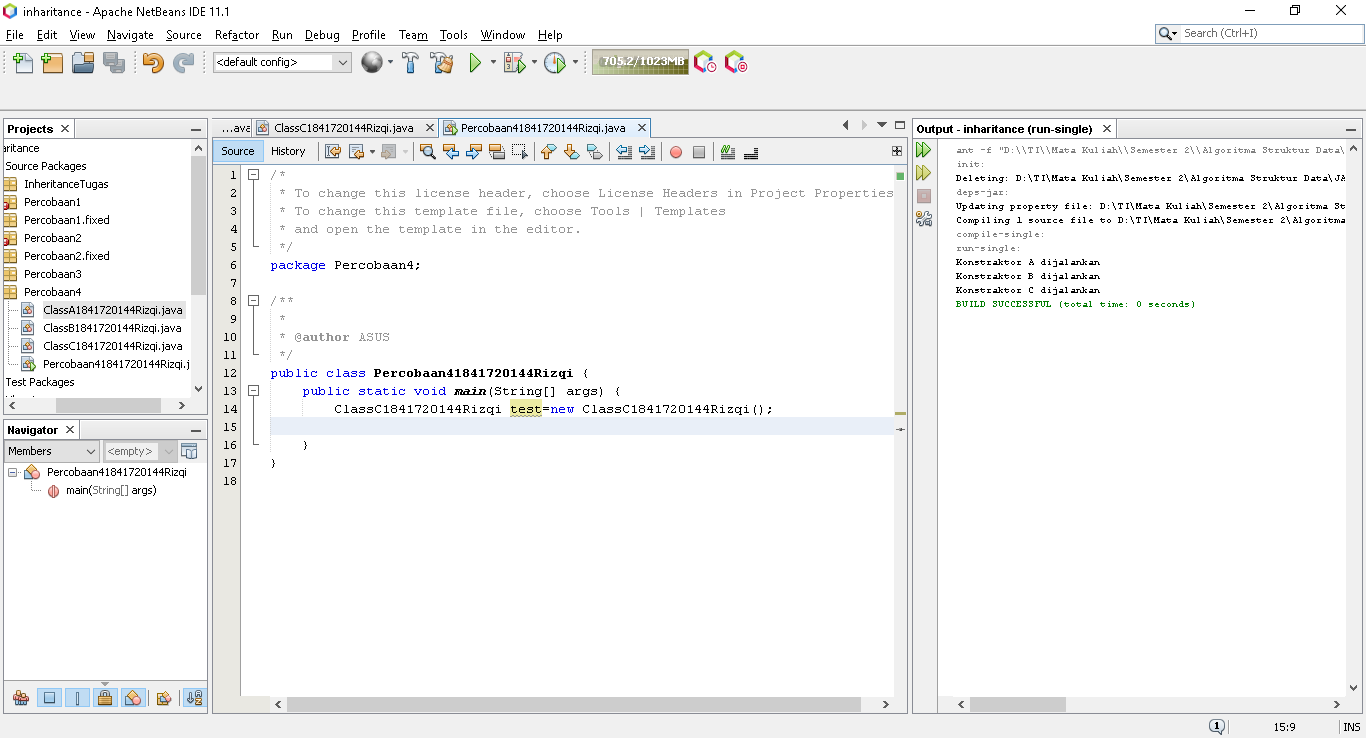 inharitance - Apache NetBeans IDE 11.1
File Edit View Navigate Source Refactor Run Debug Profile Team Tools Window Help
Search (Ctrl+I)
<default config>
705.2/1023MB
Projects
aritance
Source Packages
InheritanceTugas
Percobaan1
Percobaan1.fixed
Percobaan2
Percobaan2.fixed
Percobaan3
Percobaan4
ClassA1841720144Rizqi.java
ClassB1841720144Rizqi.java
ClassC1841720144Rizqi.java
Percobaan41841720144Rizqi.j
Test Packages
Navigator
Members <empty>
Percobaan41841720144Rizqi
main(String[] args)
...ava ClassC1841720144Rizqi.java Percobaan41841720144Rizqi.java
Source History
1 /*
2 * To change this license header, choose License Headers in Project Properties
3 * To change this template file, choose Tools | Templates
4 * and open the template in the editor.
5 */
6 package Percobaan4;
7
8 /**
9 *
10 * @author ASUS
11 */
12 public class Percobaan41841720144Rizqi {
13 public static void main(String[] args) {
14 ClassC1841720144Rizqi test=new ClassC1841720144Rizqi();
15
16 }
17 }
18
Output - inharitance (run-single)
ant -f "D:\\TI\\Mata Kuliah\\Semester 2\\Algoritma Struktur Data\
init:
Deleting: D:\TI\Mata Kuliah\Semester 2\Algoritma Struktur Data\JA
deps-jar:
Updating property file: D:\TI\Mata Kuliah\Semester 2\Algoritma St
Compiling 1 source file to D:\TI\Mata Kuliah\Semester 2\Algoritma
compile-single:
run-single:
Konstraktor A dijalankan
Konstraktor B dijalankan
Konstraktor C dijalankan
BUILD SUCCESSFUL (total time: 0 seconds)
1 15:9 INS